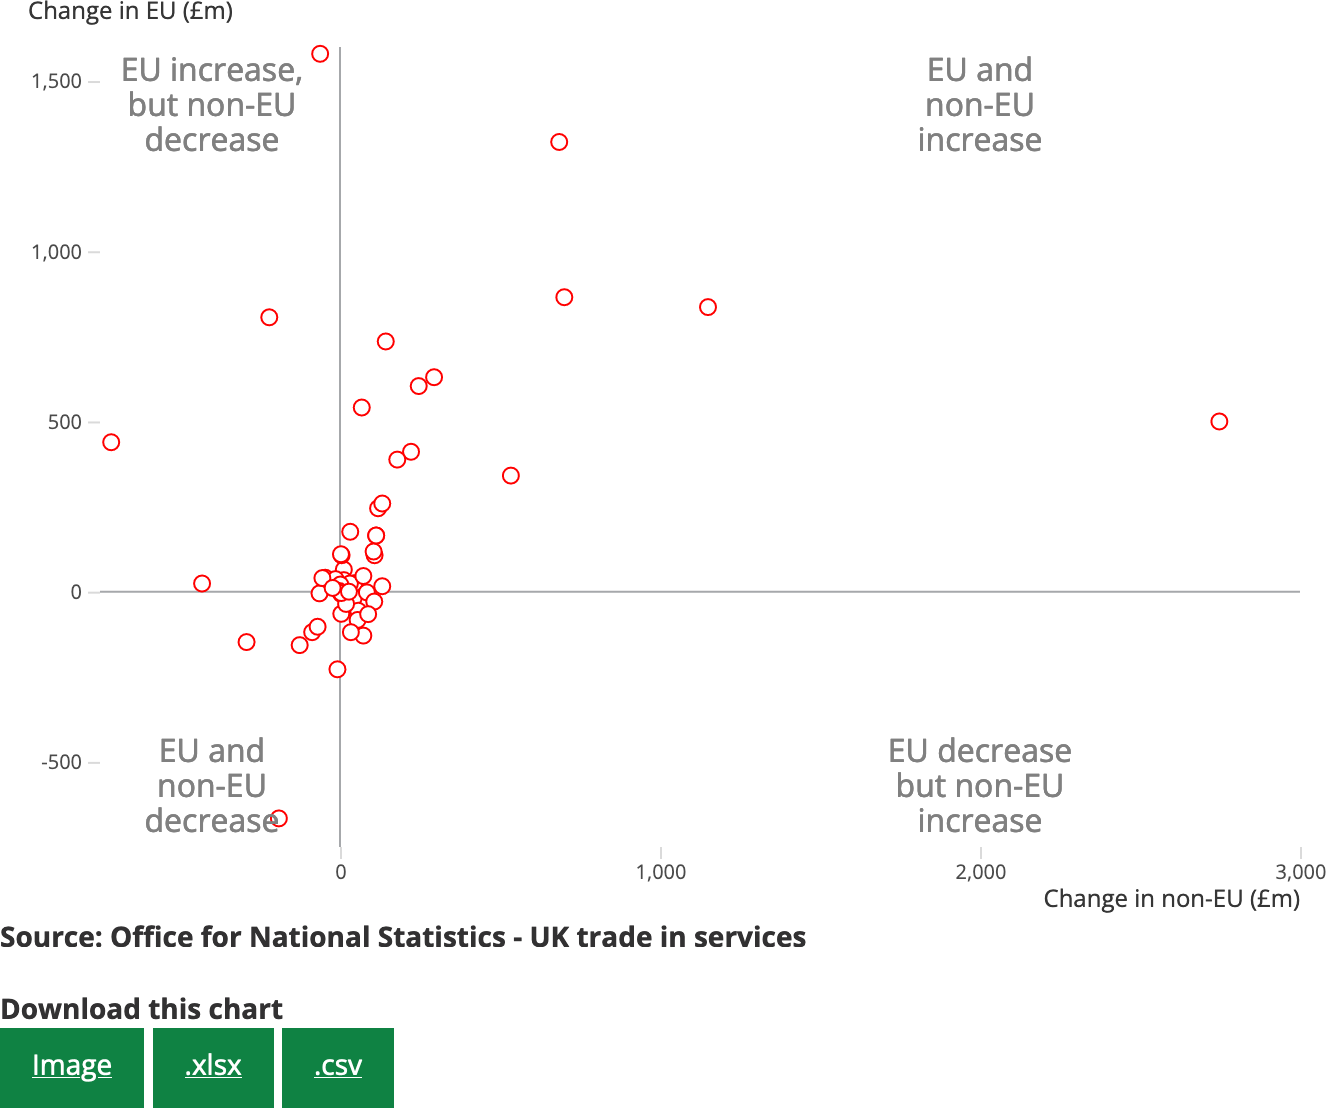 Change in EU (£m)
1,500
EU increase,
but non-EU
decrease
EU and
non-EU
increase
1,000
500
0
-500
EU and
non-EU
decrease
EU decrease
but non-EU
increase
0
1,000
2,000
3,000
Change in non-EU (£m)
Source: Office for National Statistics - UK trade in services
Download this chart
Image
.xlsx
.csv